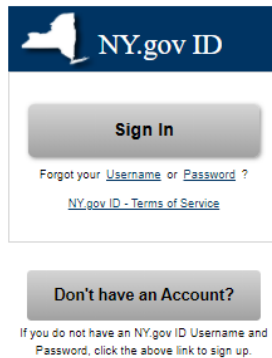 NY.gov ID
Sign In
Forgot your Username or Password ?
NY.gov ID - Terms of Service
Don't have an Account?
If you do not have an NY.gov ID Username and
Password, click the above link to sign up.